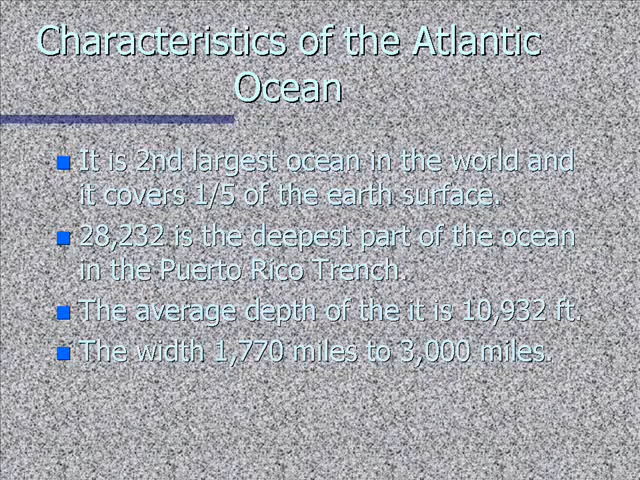 Characteristics of the Atlantic
Ocean
It is 2nd largest ocean in the world and
it covers 1/5 of the earth surface.
28,232 is the deepest part of the ocean
in the Puerto Rico Trench.
The average depth of the it is 10,932 ft.
The width 1,770 miles to 3,000 miles.